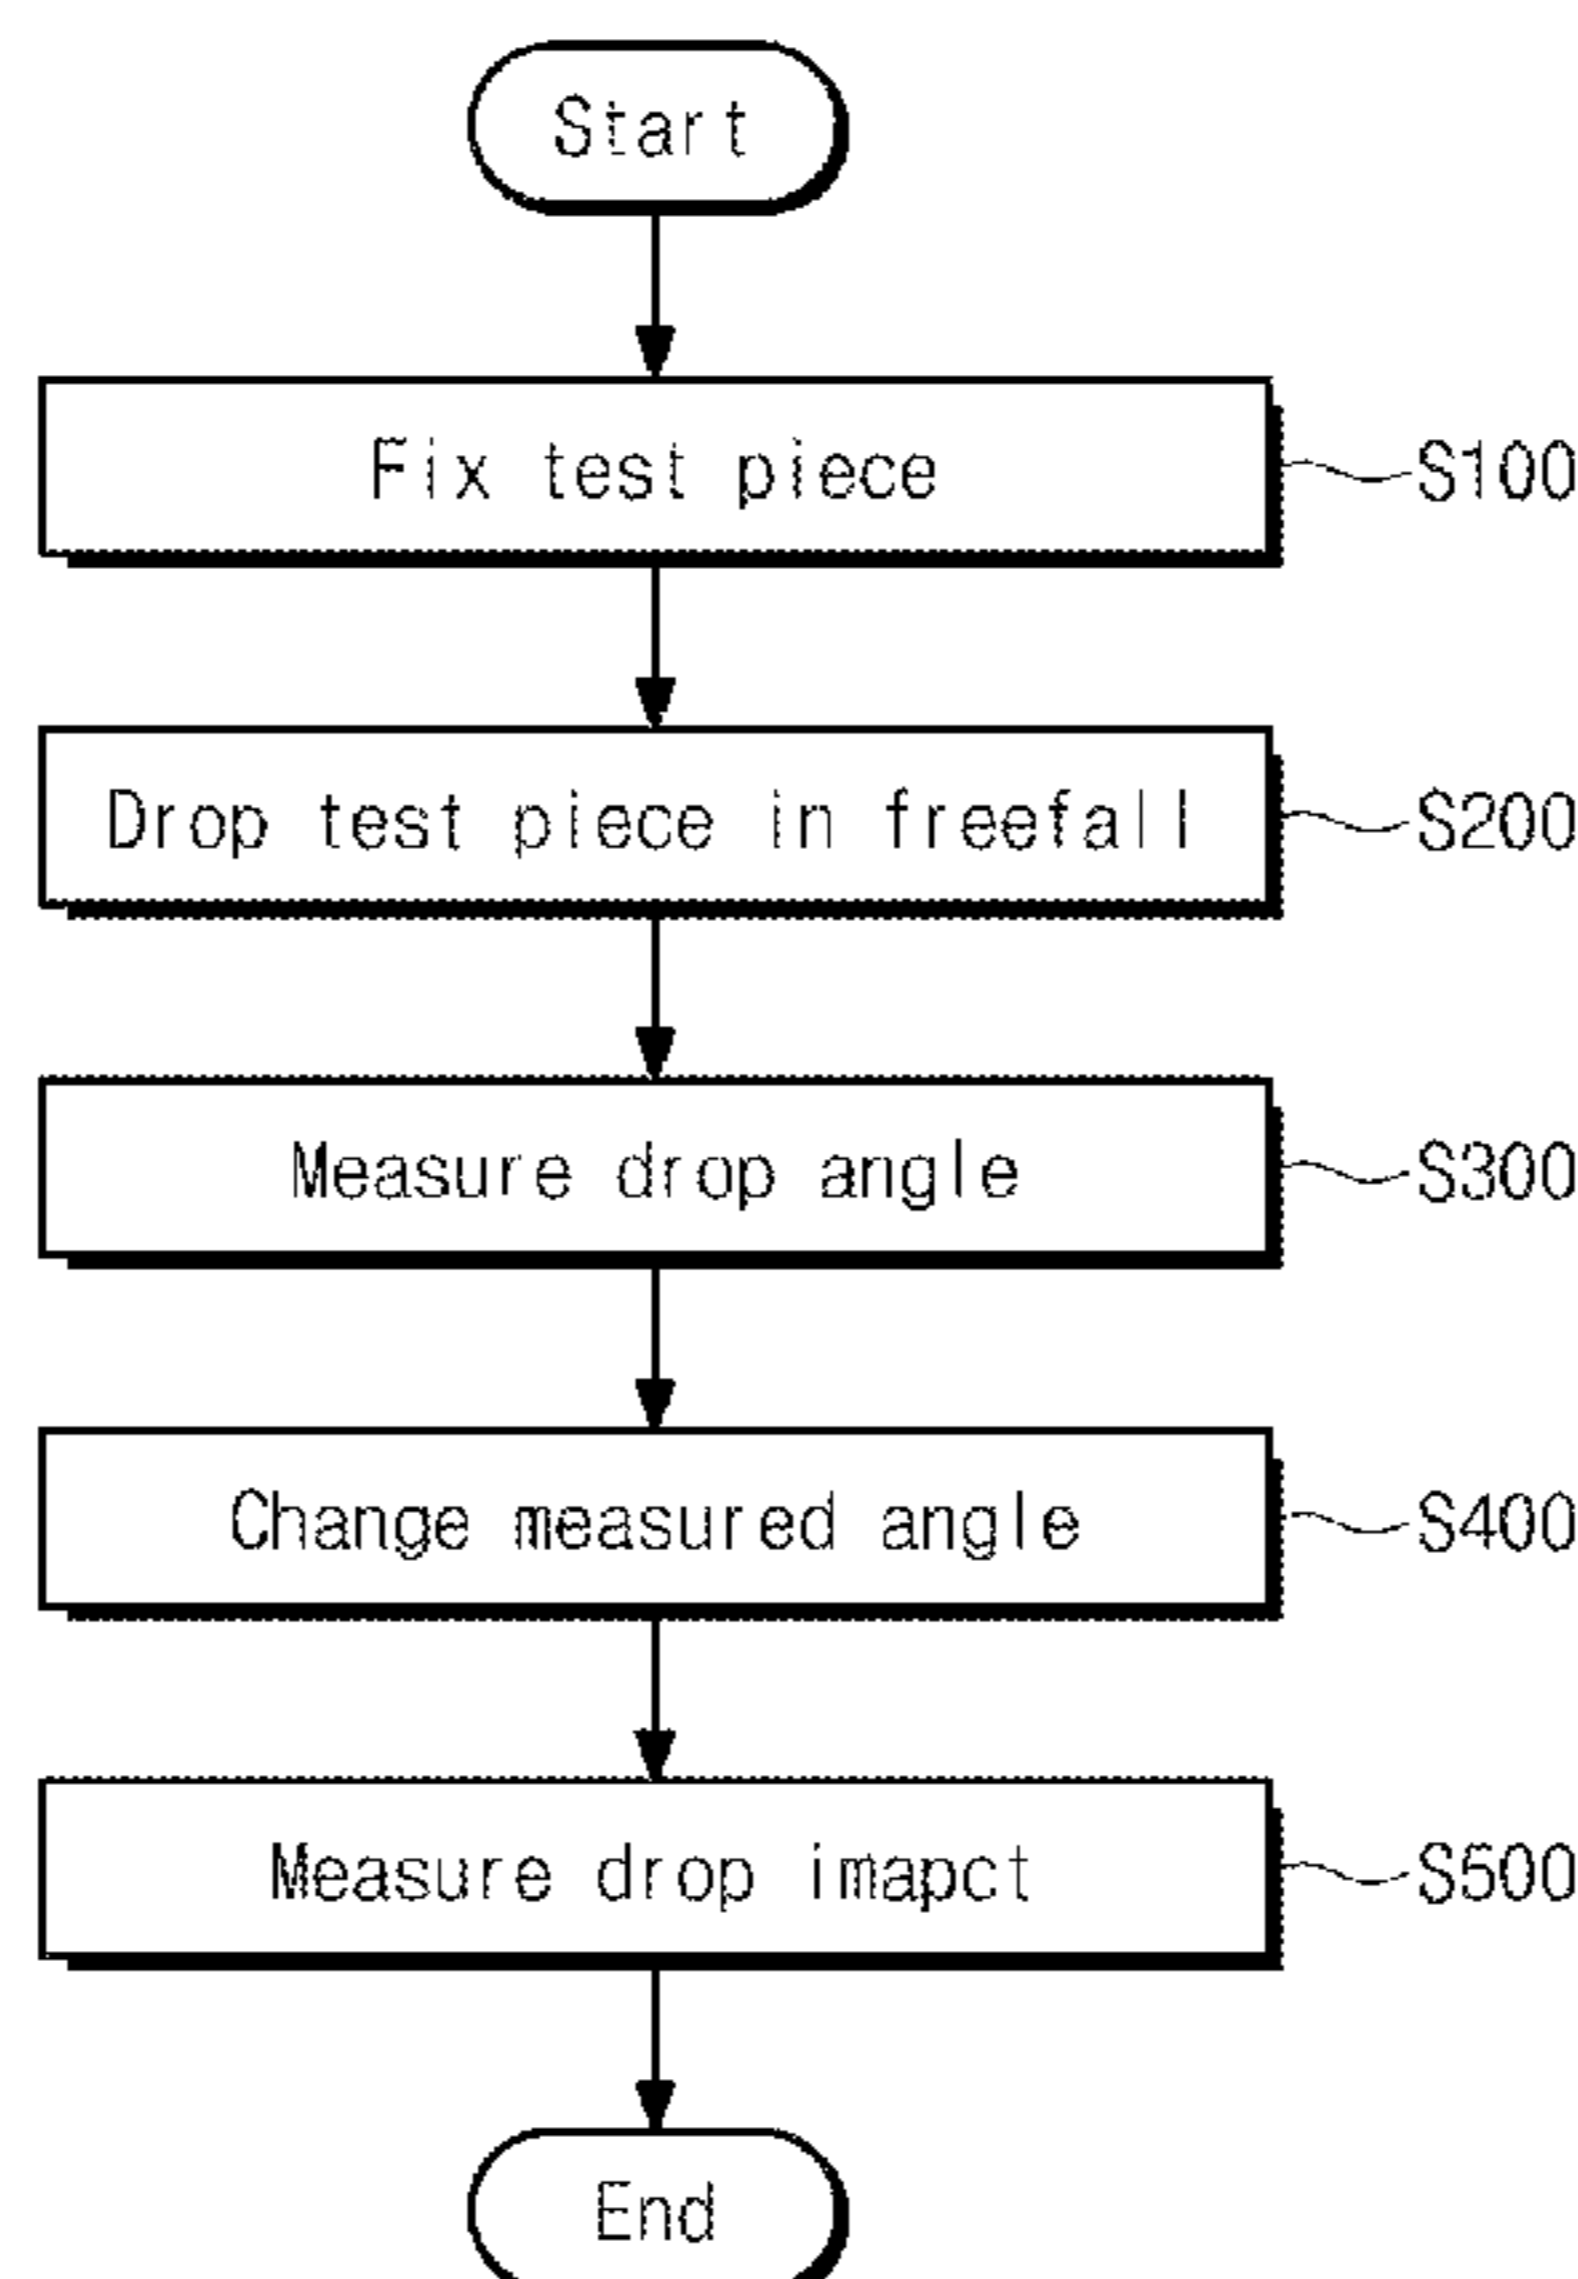 Start
Fix test piece
S100
Drop test piece in freefall
S200
Measure drop angle
S300
Change measured angle
S400
Measure drop imapct
S500
End